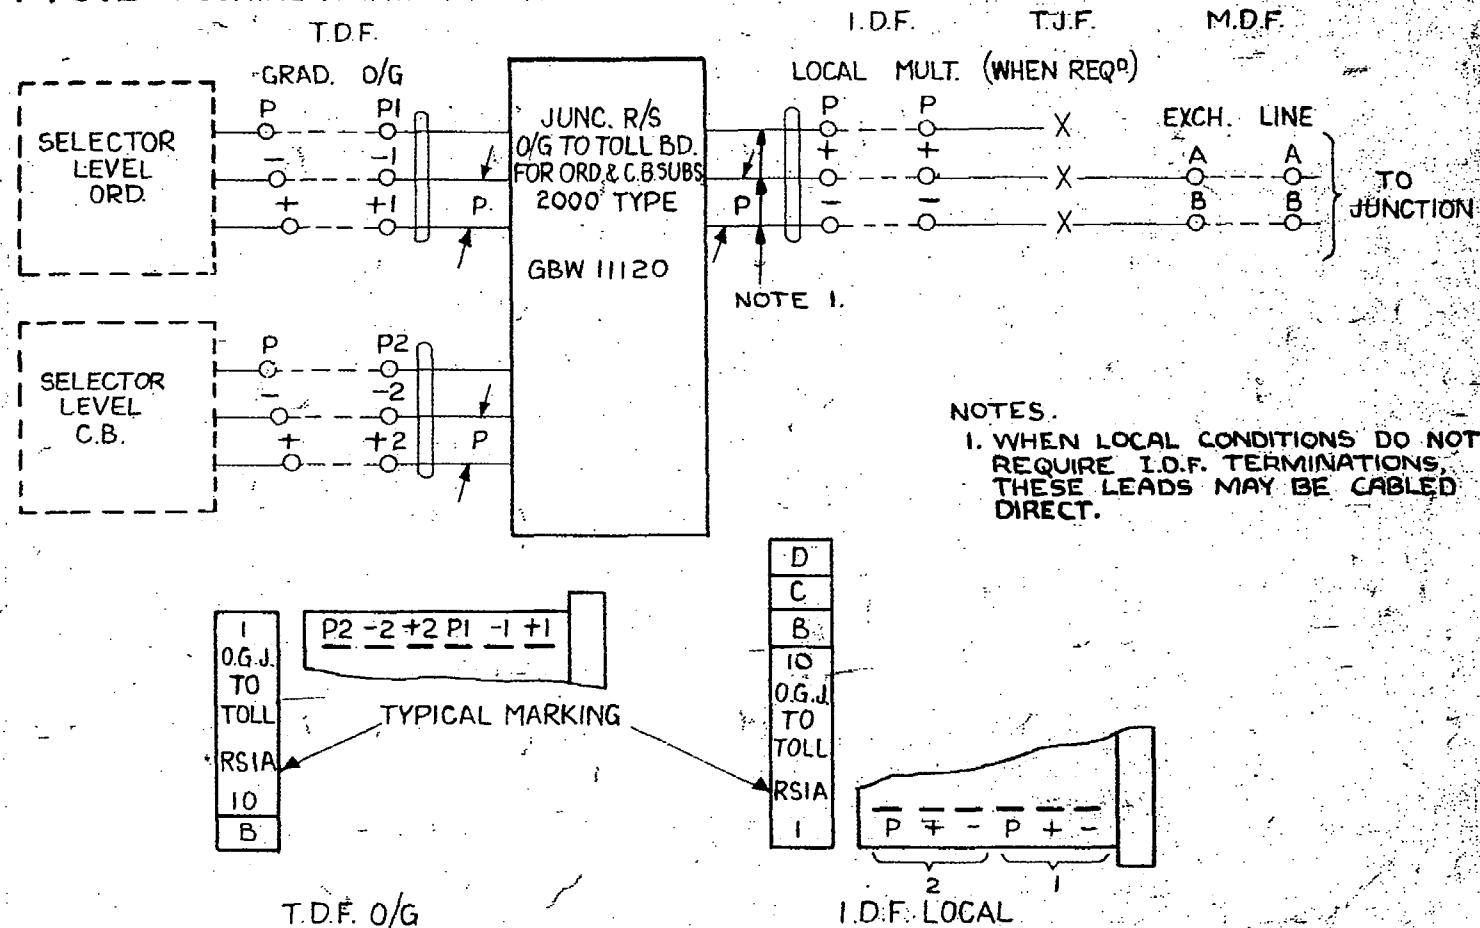 T.D.F.
I.D.F. T.J.F. M.D.F.
GRAD. O/G
LOCAL MULT. (WHEN REQD)
SELECTOR
LEVEL
ORD.
P P1
- -1
+ +1
P
JUNC. R/S
O/G TO TOLL BD.
FOR ORD & C.B SUBS
2000 TYPE
GBW 11120
P
P P
+ +
- -
X
X
X
EXCH. LINE
A A
B B
TO
JUNCTION
NOTE 1.
SELECTOR
LEVEL
C.B.
P P2
- -2
+ +2
P
NOTES.
1. WHEN LOCAL CONDITIONS DO NOT
REQUIRE I.D.F. TERMINATIONS,
THESE LEADS MAY BE CABLED
DIRECT.
1
O.G.J.
TO
TOLL
RS1A
10
B
P2 -2 +2 P1 -1 +1
TYPICAL MARKING
D
C
B
10
O.G.J.
TO
TOLL
RS1A
1
P + - P + -
2 1
T.D.F. O/G
I.D.F. LOCAL